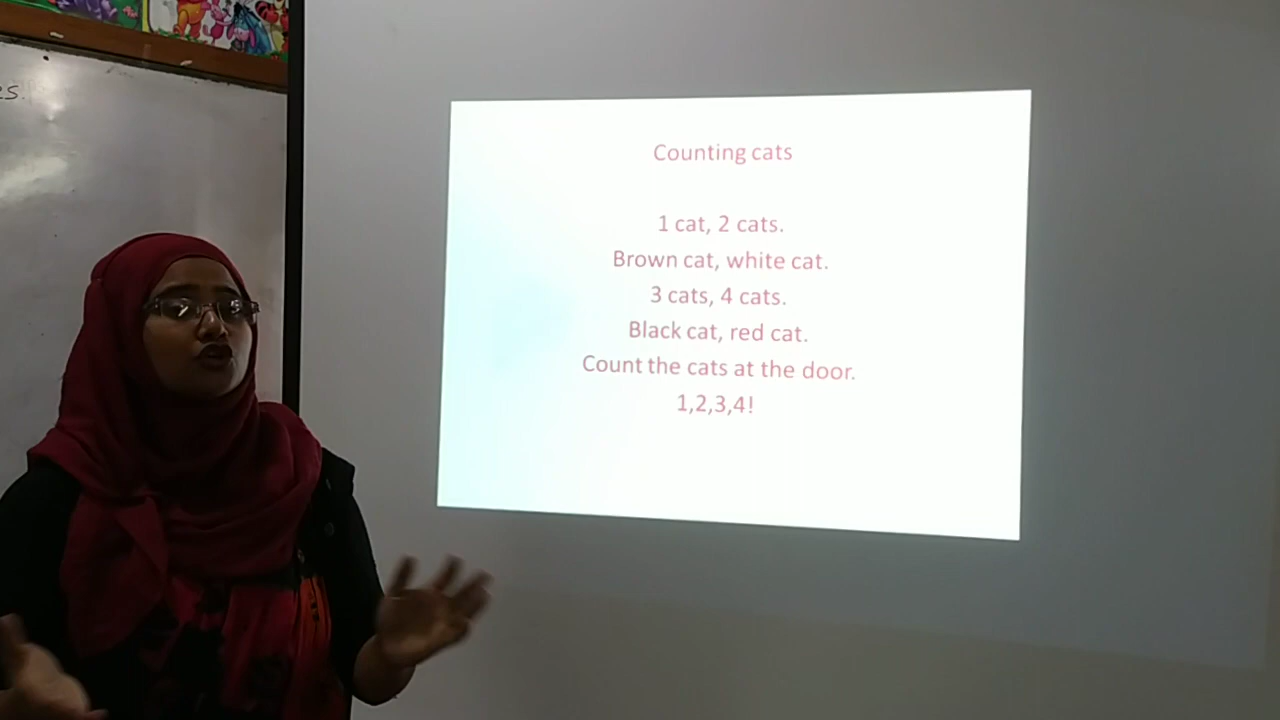 Counting cats
1 cat, 2 cats.
Brown cat, white cat.
3 cats, 4 cats.
Black cat, red cat.
Count the cats at the door.
1,2,3,4!